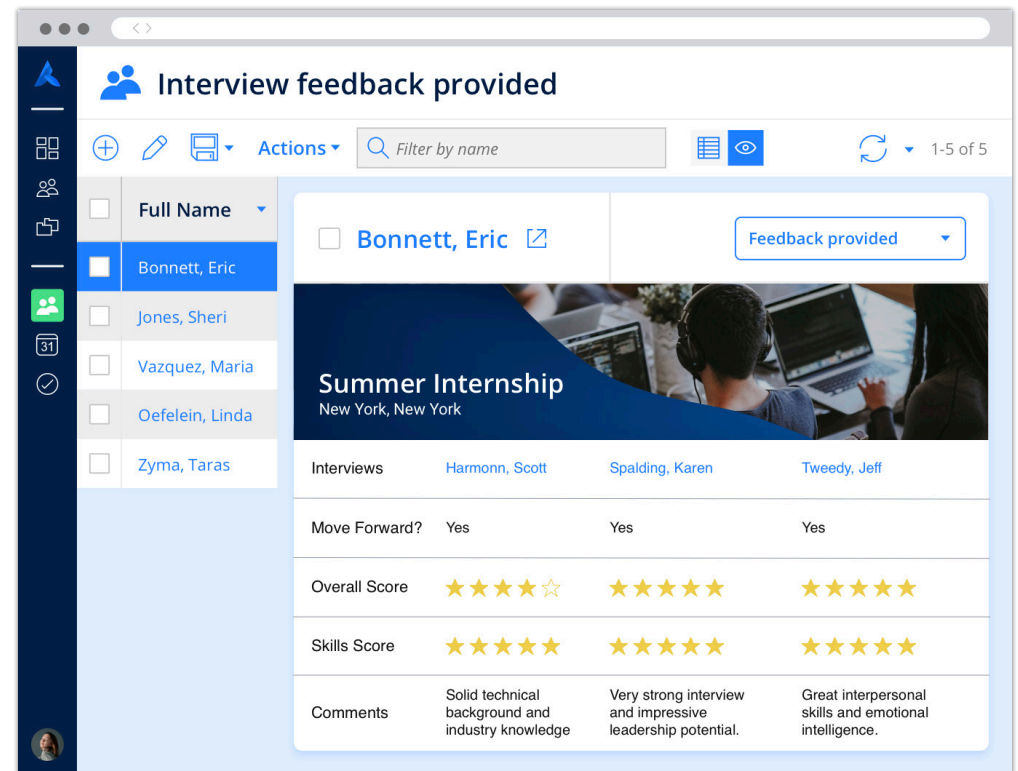 Interview feedback provided
Actions
Filter by name
1-5 of 5
Full Name
Bonnett, Eric
Jones, Sheri
Vazquez, Maria
Oefelein, Linda
Zyma, Taras
31
Bonnett, Eric
Feedback provided
Summer Internship
New York, New York
Interviews Harmonn, Scott Spalding, Karen Tweedy, Jeff
Move Forward? Yes Yes Yes
Overall Score
Skills Score
Comments
Solid technical
background and
industry knowledge
Very strong interview
and impressive
leadership potential.
Great interpersonal
skills and emotional
intelligence.